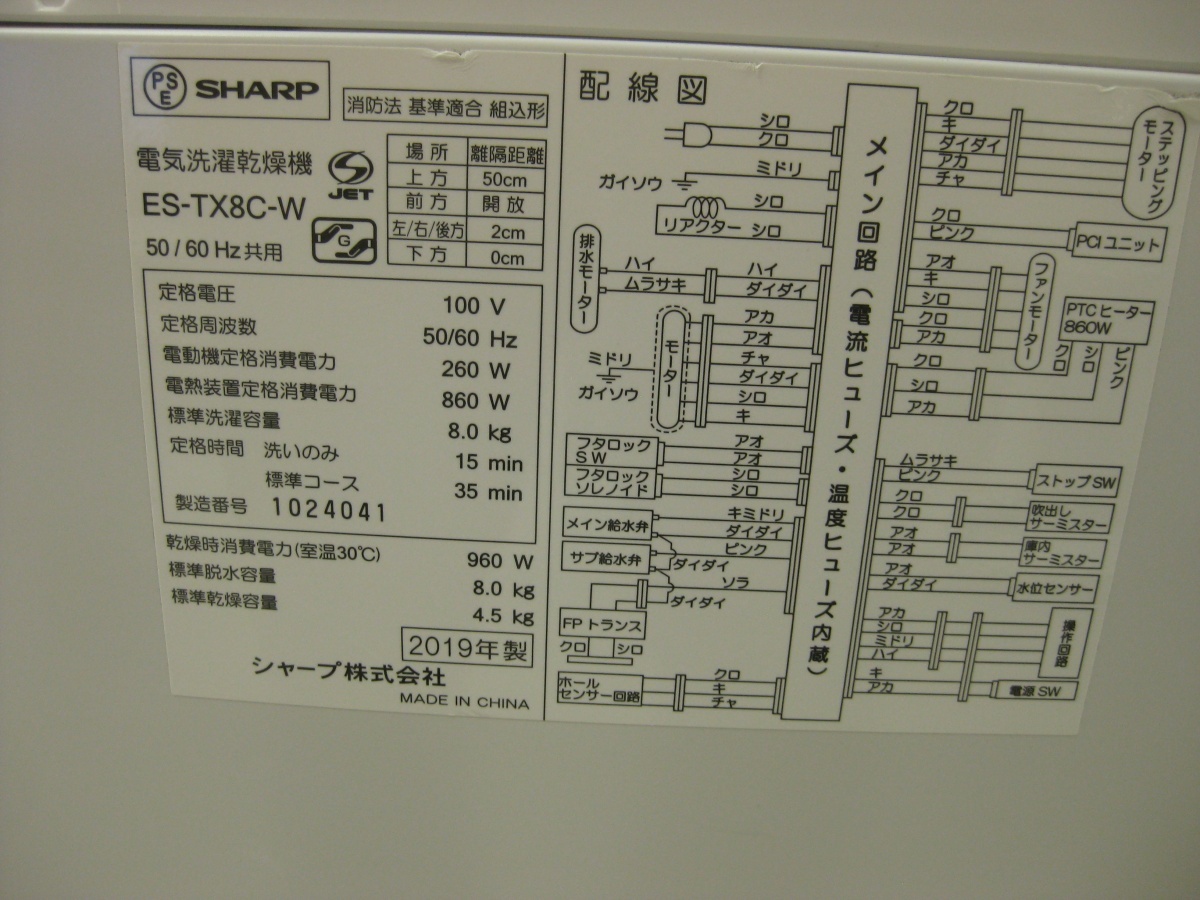 PSE SHARP
消防法 基準適合 組込形
電気洗濯乾燥機
ES-TX8C-W
50/60Hz共用
JET
G
場所 離隔距離
上方 50cm
前方 開放
左/右/後方 2cm
下方 0cm
定格電圧 100 V
定格周波数 50/60 Hz
電動機定格消費電力 260 W
電熱装置定格消費電力 860 W
標準洗濯容量 8.0 kg
定格時間 洗いのみ 15 min
標準コース 35 min
製造番号 1024041
乾燥時消費電力(室温30℃) 960 W
標準脱水容量 8.0 kg
標準乾燥容量 4.5 kg
2019年製
シャープ株式会社
MADE IN CHINA
配線図
シロ
クロ
ミドリ
ガイソウ
シロ
リアクター シロ
排水モーター
ハイ ハイ
ムラサキ ダイダイ
モーター
アカ
アオ
チャ
ダイダイ
シロ
キ
ミドリ
ガイソウ
フタロックSW
アオ
アオ
フタロックソレノイド
シロ
シロ
メイン給水弁
キミドリ
ダイダイ
サブ給水弁
ピンク
ダイダイ
ソラ
ダイダイ
FPトランス
クロ シロ
ホールセンサー回路
クロ
キ
チャ
メイン回路(電流ヒューズ・温度ヒューズ内蔵)
クロ
キ
ダイダイ
アカ
チャ
ステッピングモーター
クロ
ピンク
PCIユニット
アオ
キ
シロ
クロ
アカ
ファンモーター
PTCヒーター
860W
クロ シロ ピンク
クロ
シロ
アカ
ムラサキ
ピンク
ストップSW
クロ
クロ
吹出しサーミスター
アオ
アオ
庫内サーミスター
アオ
ダイダイ
水位センサー
アカ
シロ
ミドリ
ハイ
操作回路
キ
アカ
電源SW